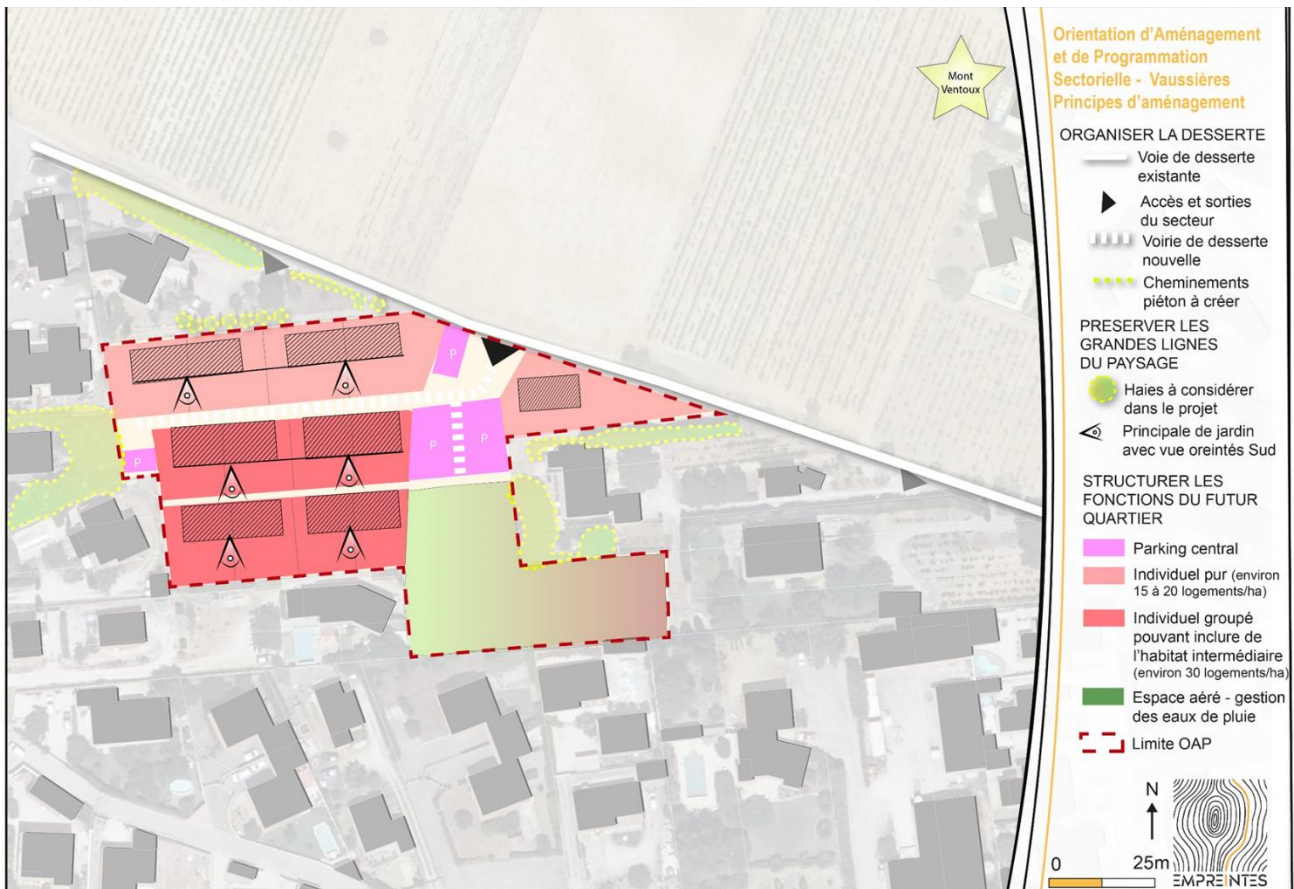 Mont
Ventoux
P
P
P
P
Orientation d'Aménagement
et de Programmation
Sectorielle - Vaussières
Principes d'aménagement
ORGANISER LA DESSERTE
Voie de desserte
existante
Accès et sorties
du secteur
Voirie de desserte
nouvelle
Cheminements
piéton à créer
PRESERVER LES
GRANDES LIGNES
DU PAYSAGE
Haies à considérer
dans le projet
Principale de jardin
avec vue oreintés Sud
STRUCTURER LES
FONCTIONS DU FUTUR
QUARTIER
Parking central
Individuel pur (environ
15 à 20 logements/ha)
Individuel groupé
pouvant inclure de
l'habitat intermédiaire
(environ 30 logements/ha)
Espace aéré - gestion
des eaux de pluie
Limite OAP
N
0 25m
EMPREINTES